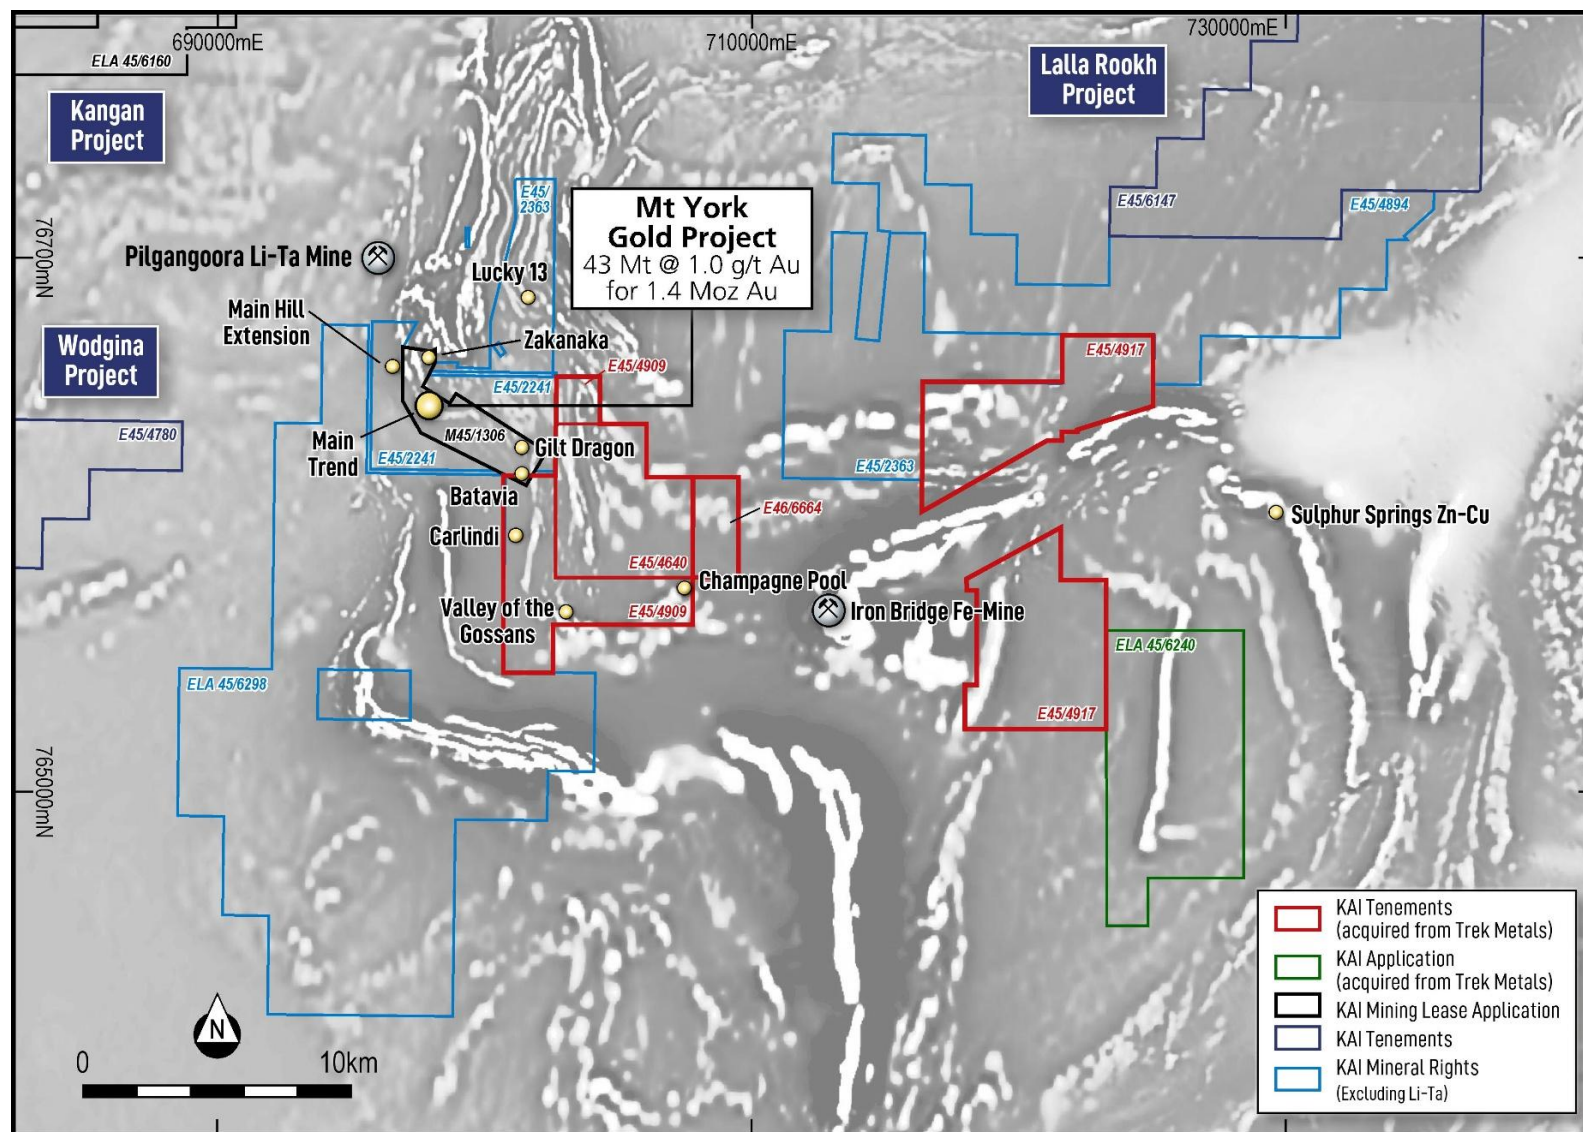 690000mE
710000mE
730000mE
ELA 45/6160
Kangan
Project
Lalla Rookh
Project
E45/
2363
E45/6147
E45/4894
Mt York
Gold Project
43 Mt @ 1.0 g/t Au
for 1.4 Moz Au
7670000mN
Pilgangoora Li-Ta Mine
Lucky 13
Main Hill
Extension
Zakanaka
Wodgina
Project
E45/4909
E45/4917
E45/2241
E45/4780
Main
Trend
M45/1306
Gilt Dragon
E45/2241
E45/2363
Batavia
E46/6664
Sulphur Springs Zn-Cu
Carlindi
E45/4640
Champagne Pool
Valley of the
Gossans
E45/4909
Iron Bridge Fe-Mine
ELA 45/6240
ELA 45/6298
E45/4917
7650000mN
KAI Tenements
(acquired from Trek Metals)
KAI Application
(acquired from Trek Metals)
KAI Mining Lease Application
KAI Tenements
KAI Mineral Rights
(Excluding Li-Ta)
N
0
10km